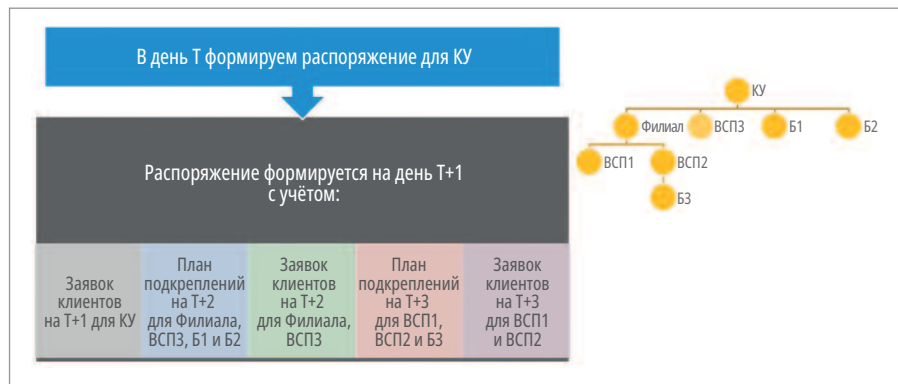 В день Т формируем распоряжение для КУ
Распоряжение формируется на день Т+1
с учётом:
Заявок
клиентов
на Т+1 для КУ
План
подкреплений
на Т+2
для Филиала,
ВСП3, Б1 и Б2
Заявок
клиентов
на Т+2
для Филиала,
ВСП3
План
подкреплений
на Т+3
для ВСП1,
ВСП2 и Б3
Заявок
клиентов
на Т+3
для ВСП1
и ВСП2
КУ
Филиал
ВСП3
Б1
Б2
ВСП1
ВСП2
Б3